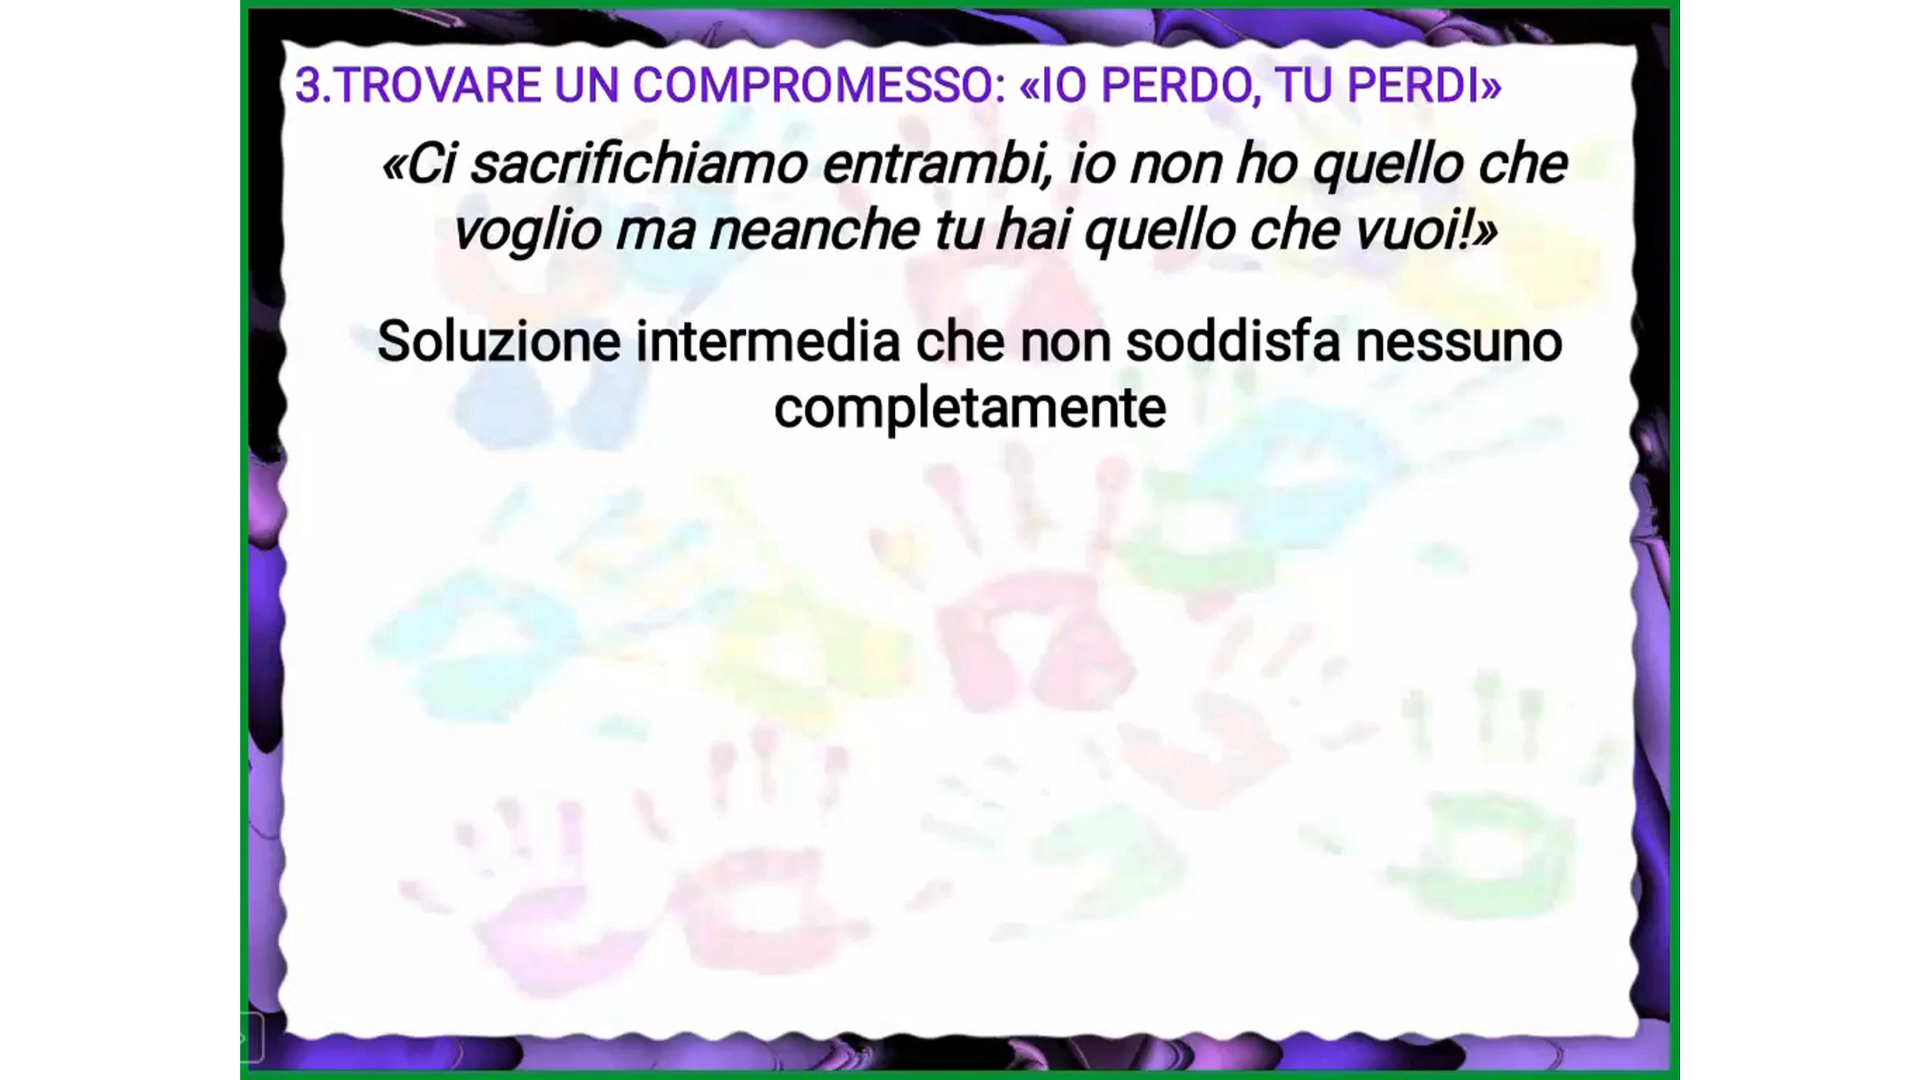 3.TROVARE UN COMPROMESSO: «IO PERDO, TU PERDI»
«Ci sacrifichiamo entrambi, io non ho quello che
voglio ma neanche tu hai quello che vuoi!»
Soluzione intermedia che non soddisfa nessuno
completamente